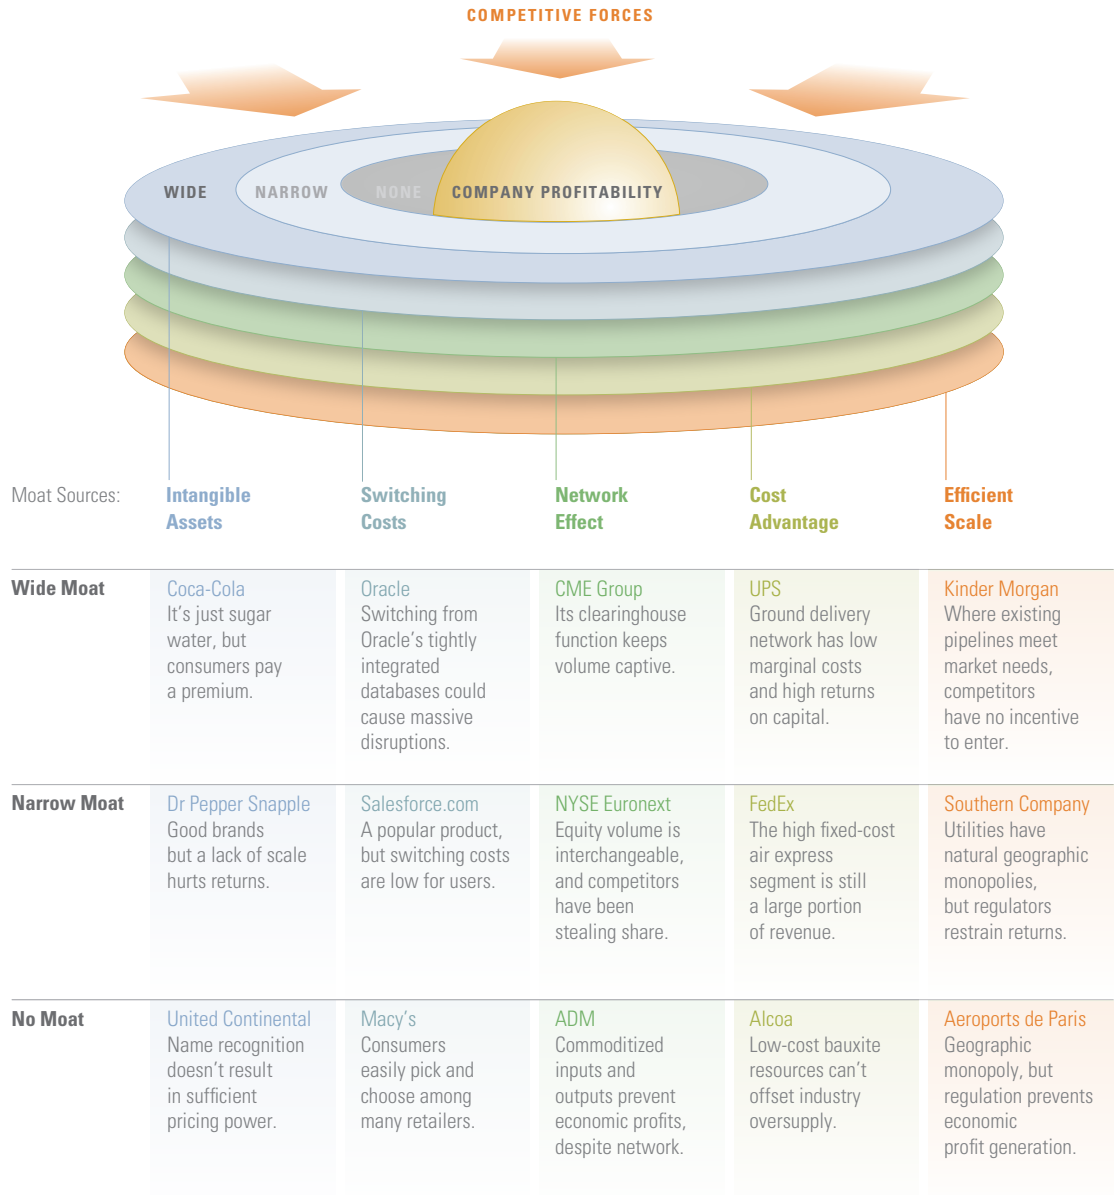 COMPETITIVE FORCES
WIDE
NARROW
NONE
COMPANY PROFITABILITY
Moat Sources:
Intangible
Assets
Switching
Costs
Network
Effect
Cost
Advantage
Efficient
Scale
Wide Moat
Coca-Cola
It's just sugar
water, but
consumers pay
a premium.
Oracle
Switching from
Oracle's tightly
integrated
databases could
cause massive
disruptions.
CME Group
Its clearinghouse
function keeps
volume captive.
UPS
Ground delivery
network has low
marginal costs
and high returns
on capital.
Kinder Morgan
Where existing
pipelines meet
market needs,
competitors
have no incentive
to enter.
Narrow Moat
Dr Pepper Snapple
Good brands
but a lack of scale
hurts returns.
Salesforce.com
A popular product,
but switching costs
are low for users.
NYSE Euronext
Equity volume is
interchangeable,
and competitors
have been
stealing share.
FedEx
The high fixed-cost
air express
segment is still
a large portion
of revenue.
Southern Company
Utilities have
natural geographic
monopolies,
but regulators
restrain returns.
No Moat
United Continental
Name recognition
doesn't result
in sufficient
pricing power.
Macy's
Consumers
easily pick and
choose among
many retailers.
ADM
Commoditized
inputs and
outputs prevent
economic profits,
despite network.
Alcoa
Low-cost bauxite
resources can't
offset industry
oversupply.
Aeroports de Paris
Geographic
monopoly, but
regulation prevents
economic
profit generation.